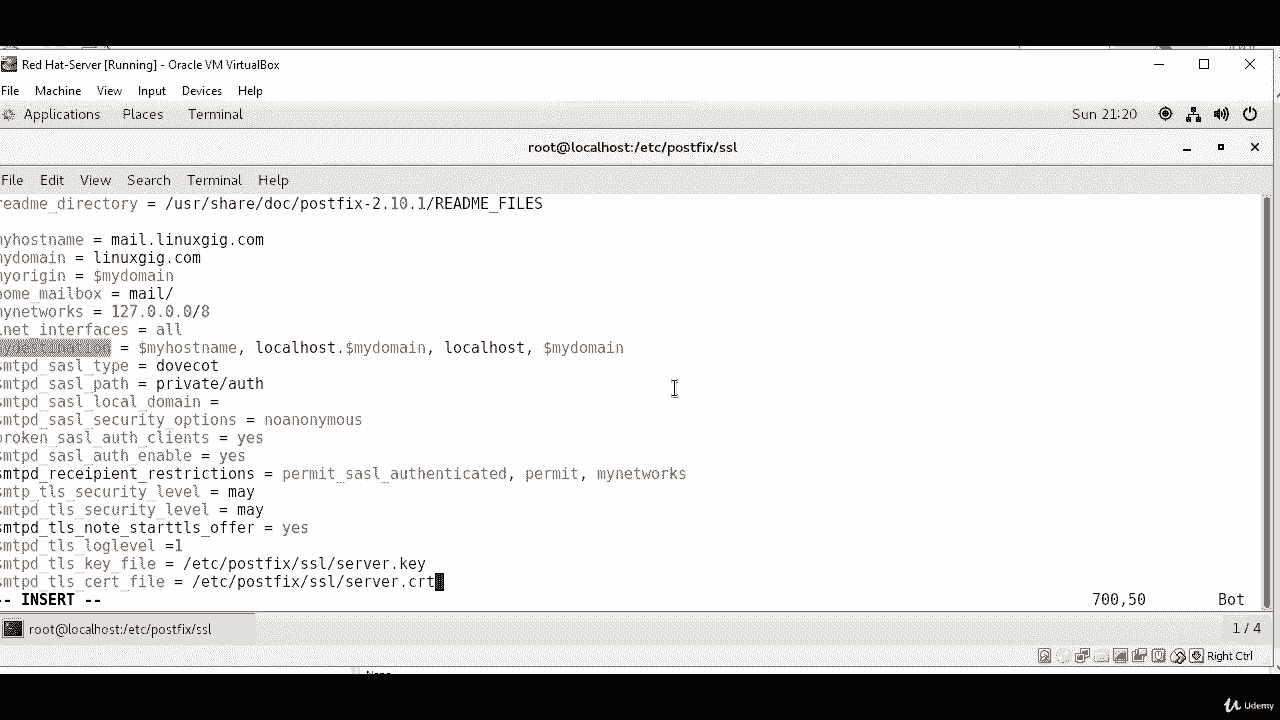 Red Hat-Server [Running] - Oracle VM VirtualBox
File Machine View Input Devices Help
Applications Places Terminal Sun 21:20
root@localhost:/etc/postfix/ssl
File Edit View Search Terminal Help
readme_directory = /usr/share/doc/postfix-2.10.1/README_FILES
myhostname = mail.linuxgig.com
mydomain = linuxgig.com
myorigin = $mydomain
home_mailbox = mail/
mynetworks = 127.0.0.0/8
inet_interfaces = all
= $myhostname, localhost.$mydomain, localhost, $mydomain
smtpd_sasl_type = dovecot
smtpd_sasl_path = private/auth
smtpd_sasl_local_domain =
smtpd_sasl_security_options = noanonymous
broken_sasl_auth_clients = yes
smtpd_sasl_auth_enable = yes
smtpd_receipient_restrictions = permit_sasl_authenticated, permit, mynetworks
smtp_tls_security_level = may
smtpd_tls_security_level = may
smtpd_tls_note_starttls_offer = yes
smtpd_tls_loglevel =1
smtpd_tls_key_file = /etc/postfix/ssl/server.key
smtpd_tls_cert_file = /etc/postfix/ssl/server.crt
-- INSERT -- 700,50 Bot
root@localhost:/etc/postfix/ssl 1 / 4
Right Ctrl
Udemy